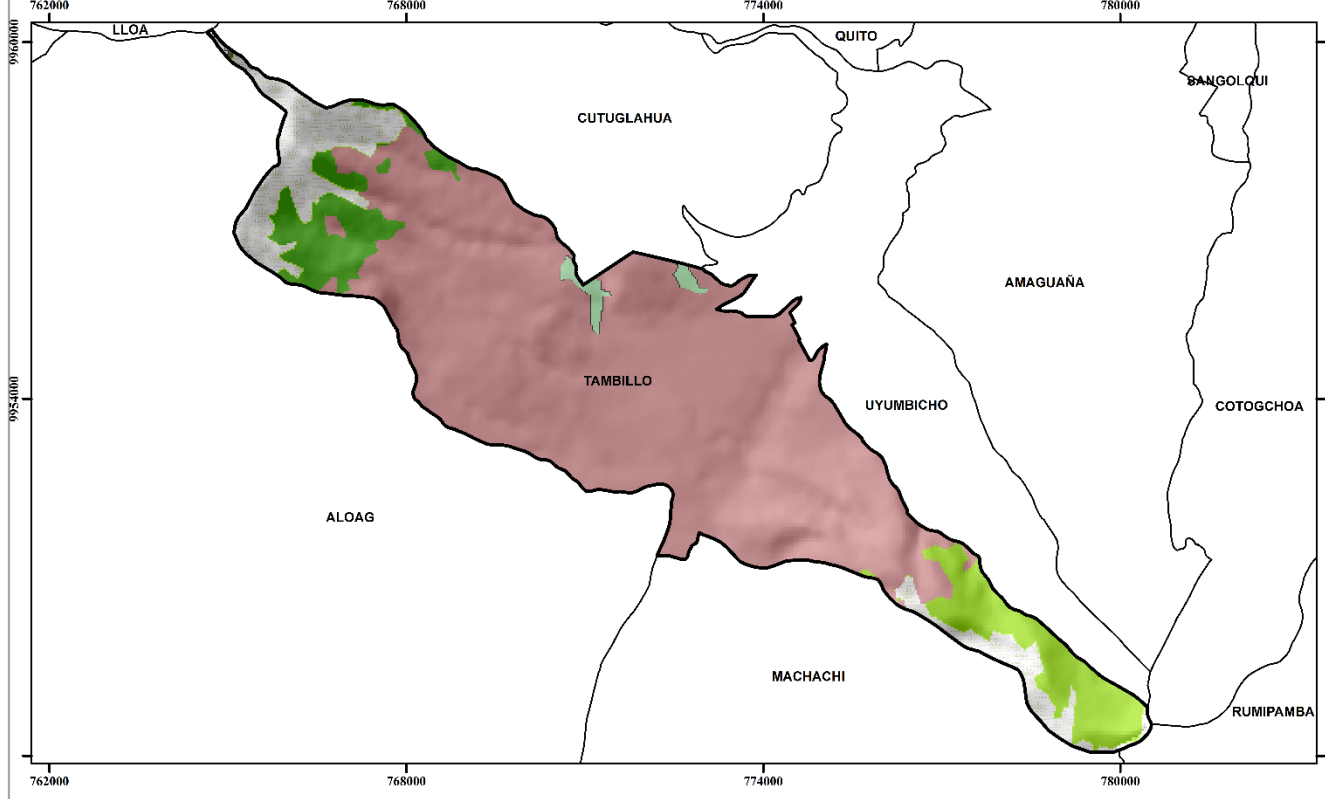 762000 768000 774000 780000
LLOA
QUITO
9960000
SANGOLQUI
CUTUGLAHUA
AMAGUAÑA
TAMBILLO
9954000
UYUMBICHO
COTOGCHOA
ALOAG
MACHACHI
RUMIPAMBA
762000 768000 774000 780000